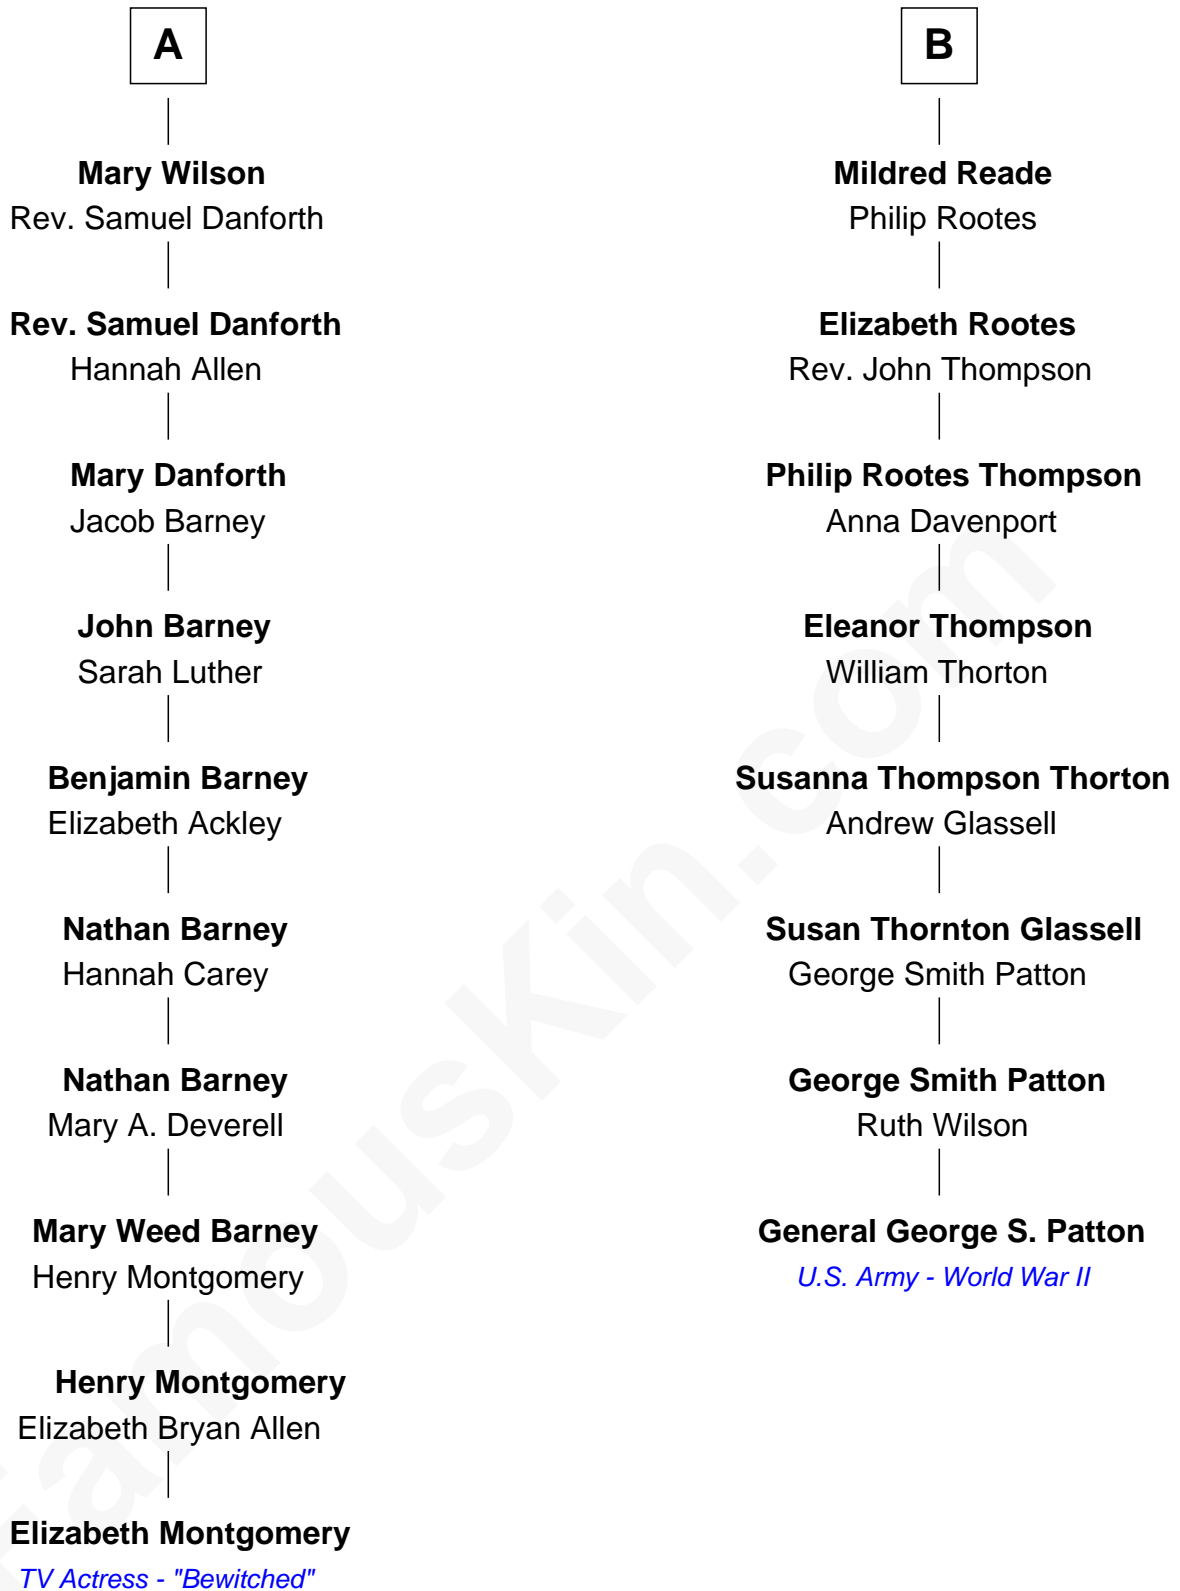 A
Mary Wilson
Rev. Samuel Danforth
Rev. Samuel Danforth
Hannah Allen
Mary Danforth
Jacob Barney
John Barney
Sarah Luther
Benjamin Barney
Elizabeth Ackley
Nathan Barney
Hannah Carey
Nathan Barney
Mary A. Deverell
Mary Weed Barney
Henry Montgomery
Henry Montgomery
Elizabeth Bryan Allen
Elizabeth Montgomery
TV Actress - "Bewitched"
B
Mildred Reade
Philip Rootes
Elizabeth Rootes
Rev. John Thompson
Philip Rootes Thompson
Anna Davenport
Eleanor Thompson
William Thorton
Susanna Thompson Thorton
Andrew Glassell
Susan Thornton Glassell
George Smith Patton
George Smith Patton
Ruth Wilson
General George S. Patton
U.S. Army - World War II
FamousKin.com